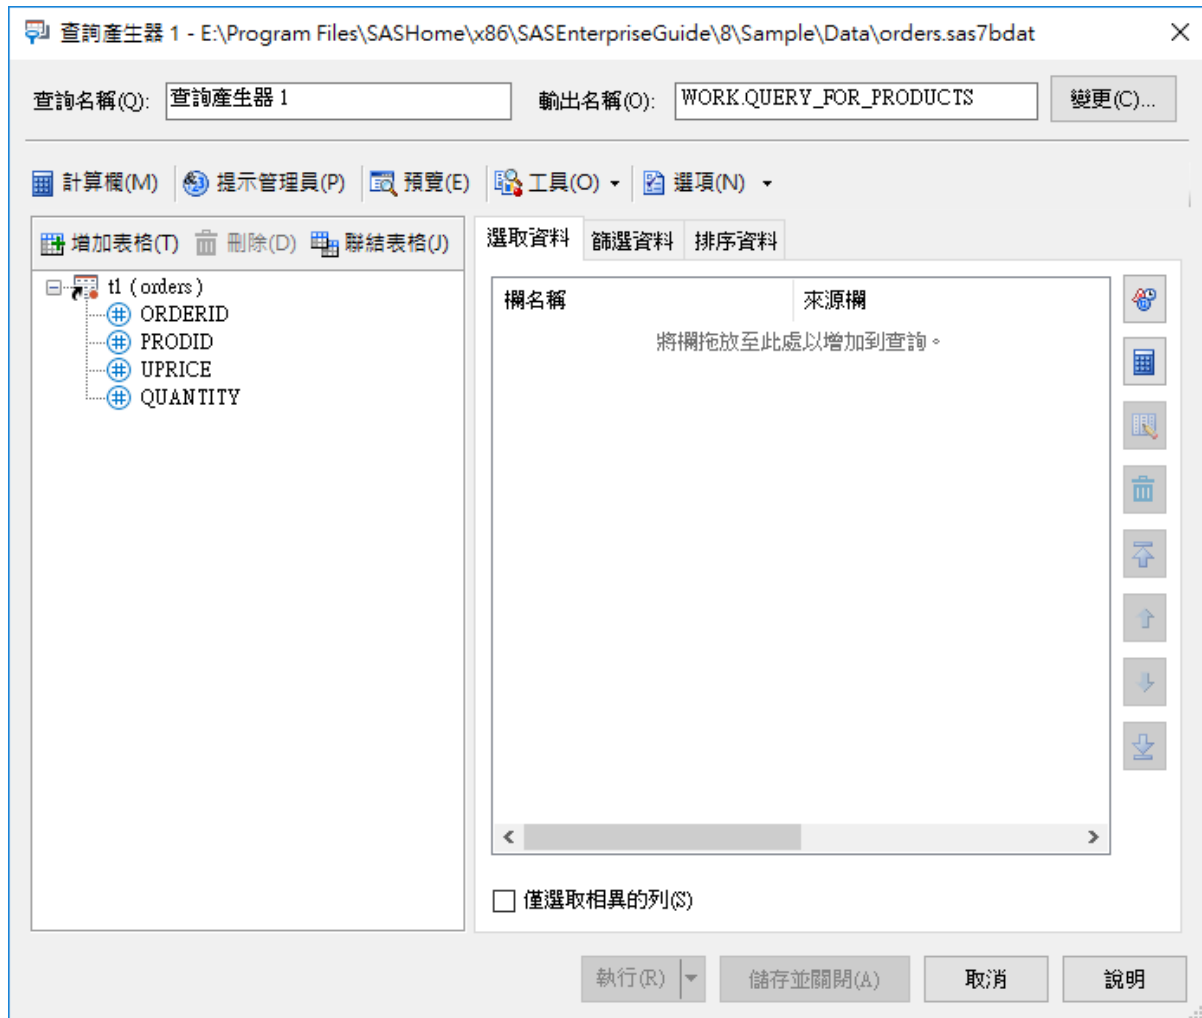 查詢產生器 1 - E:\Program Files\SASHome\x86\SASEnterpriseGuide\8\Sample\Data\orders.sas7bdat
查詢名稱(Q): 查詢產生器 1 輸出名稱(O): WORK.QUERY_FOR_PRODUCTS 變更(C)...
計算欄(M) 提示管理員(P) 預覽(E) 工具(O) 選項(N)
增加表格(T) 刪除(D) 聯結表格(J)
t1 (orders)
ORDERID
PRODID
UPRICE
QUANTITY
選取資料 篩選資料 排序資料
欄名稱 來源欄
將欄拖放至此處以增加到查詢。
僅選取相異的列(S)
執行(R) 儲存並關閉(A) 取消 說明